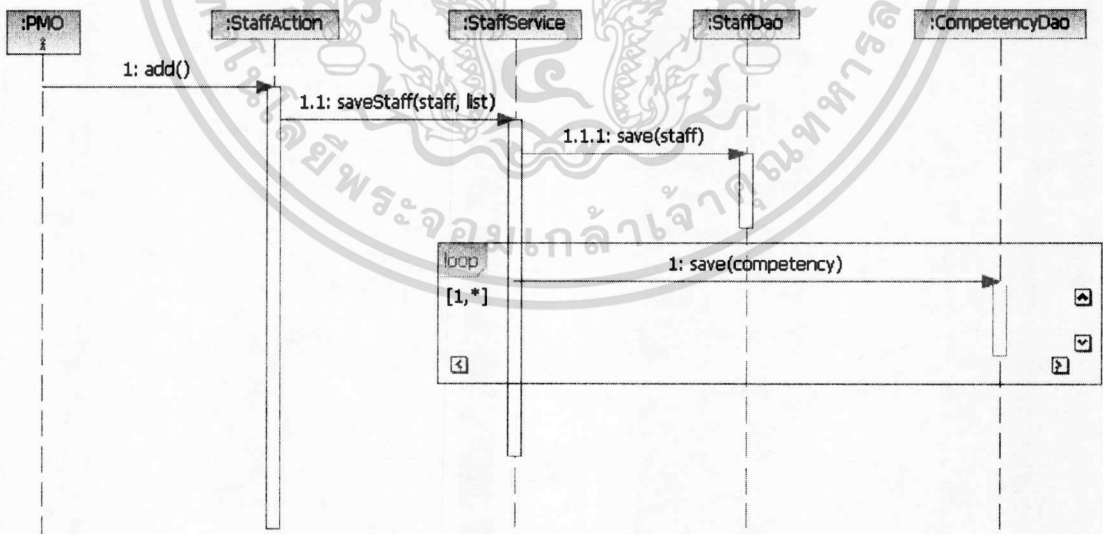 :PMO
:StaffAction
:StaffService
:StaffDao
:CompetencyDao
1: add()
1.1: saveStaff(staff, list)
1.1.1: save(staff)
loop
1: save(competency)
[1,*]